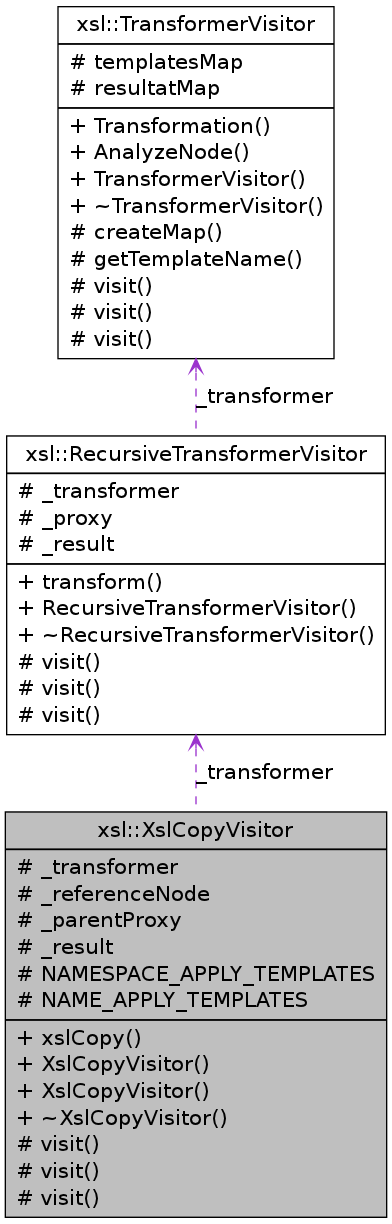 xsl::TransformerVisitor
# templatesMap
# resultatMap
+ Transformation()
+ AnalyzeNode()
+ TransformerVisitor()
+ ~TransformerVisitor()
# createMap()
# getTemplateName()
# visit()
# visit()
# visit()
_transformer
xsl::RecursiveTransformerVisitor
# _transformer
# _proxy
# _result
+ transform()
+ RecursiveTransformerVisitor()
+ ~RecursiveTransformerVisitor()
# visit()
# visit()
# visit()
_transformer
xsl::XslCopyVisitor
# _transformer
# _referenceNode
# _parentProxy
# _result
# NAMESPACE_APPLY_TEMPLATES
# NAME_APPLY_TEMPLATES
+ xslCopy()
+ XslCopyVisitor()
+ XslCopyVisitor()
+ ~XslCopyVisitor()
# visit()
# visit()
# visit()